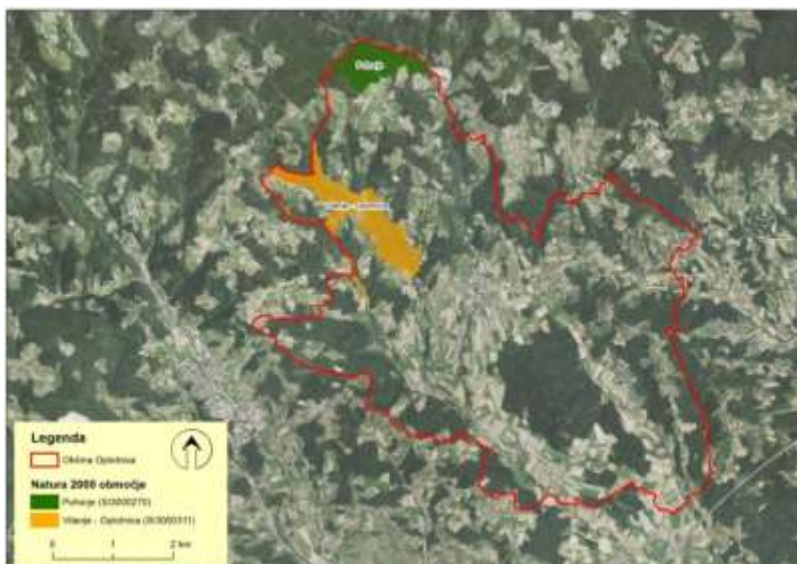 Legenda
Občina Oplotnica
Natura 2000 območje
Pohorje (SI3000270)
Vitanje - Oplotnica (SI3000311)
0 1 2 km